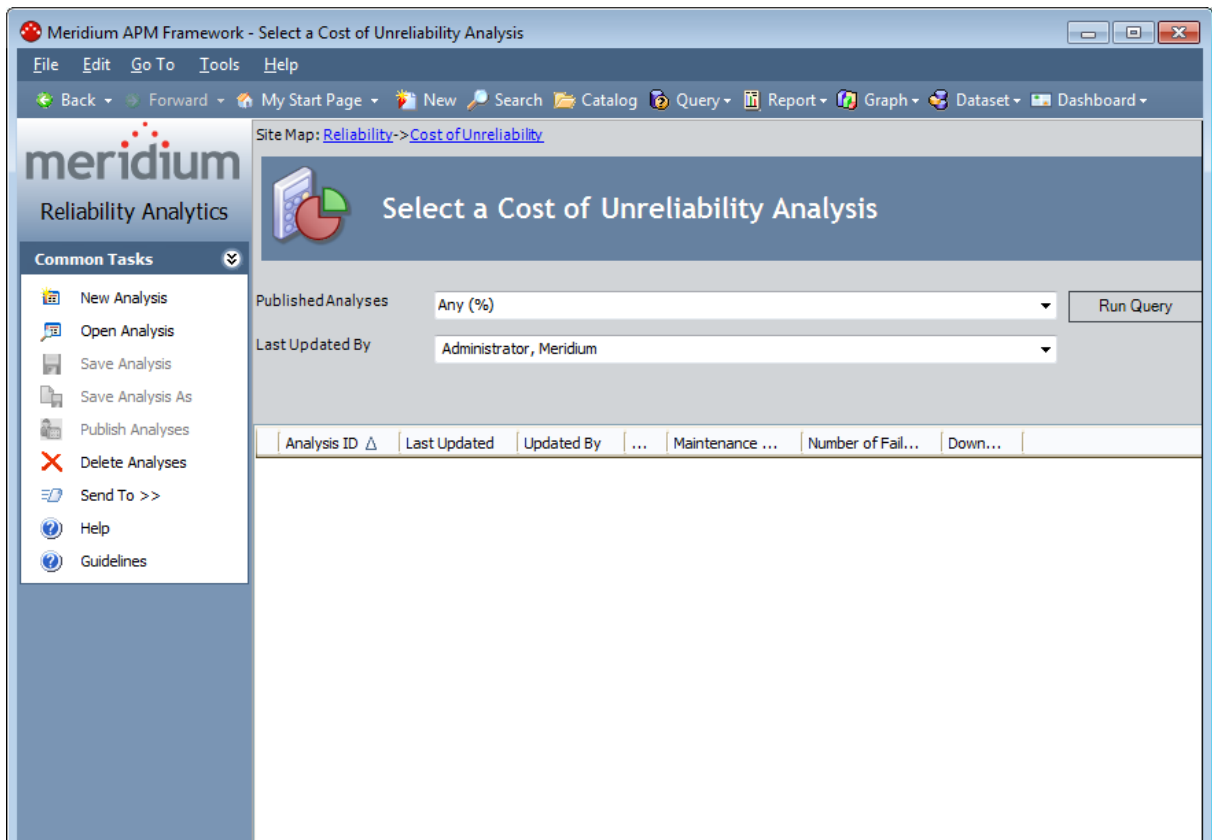 Meridium APM Framework - Select a Cost of Unreliability Analysis
File Edit Go To Tools Help
Back Forward My Start Page New Search Catalog Query Report Graph Dataset Dashboard
meridium
Reliability Analytics
Common Tasks
New Analysis
Open Analysis
Save Analysis
Save Analysis As
Publish Analyses
Delete Analyses
Send To >>
Help
Guidelines
Site Map: Reliability->Cost of Unreliability
Select a Cost of Unreliability Analysis
Published Analyses Any (%) Run Query
Last Updated By Administrator, Meridium
Analysis ID Last Updated Updated By ... Maintenance ... Number of Fail... Down...